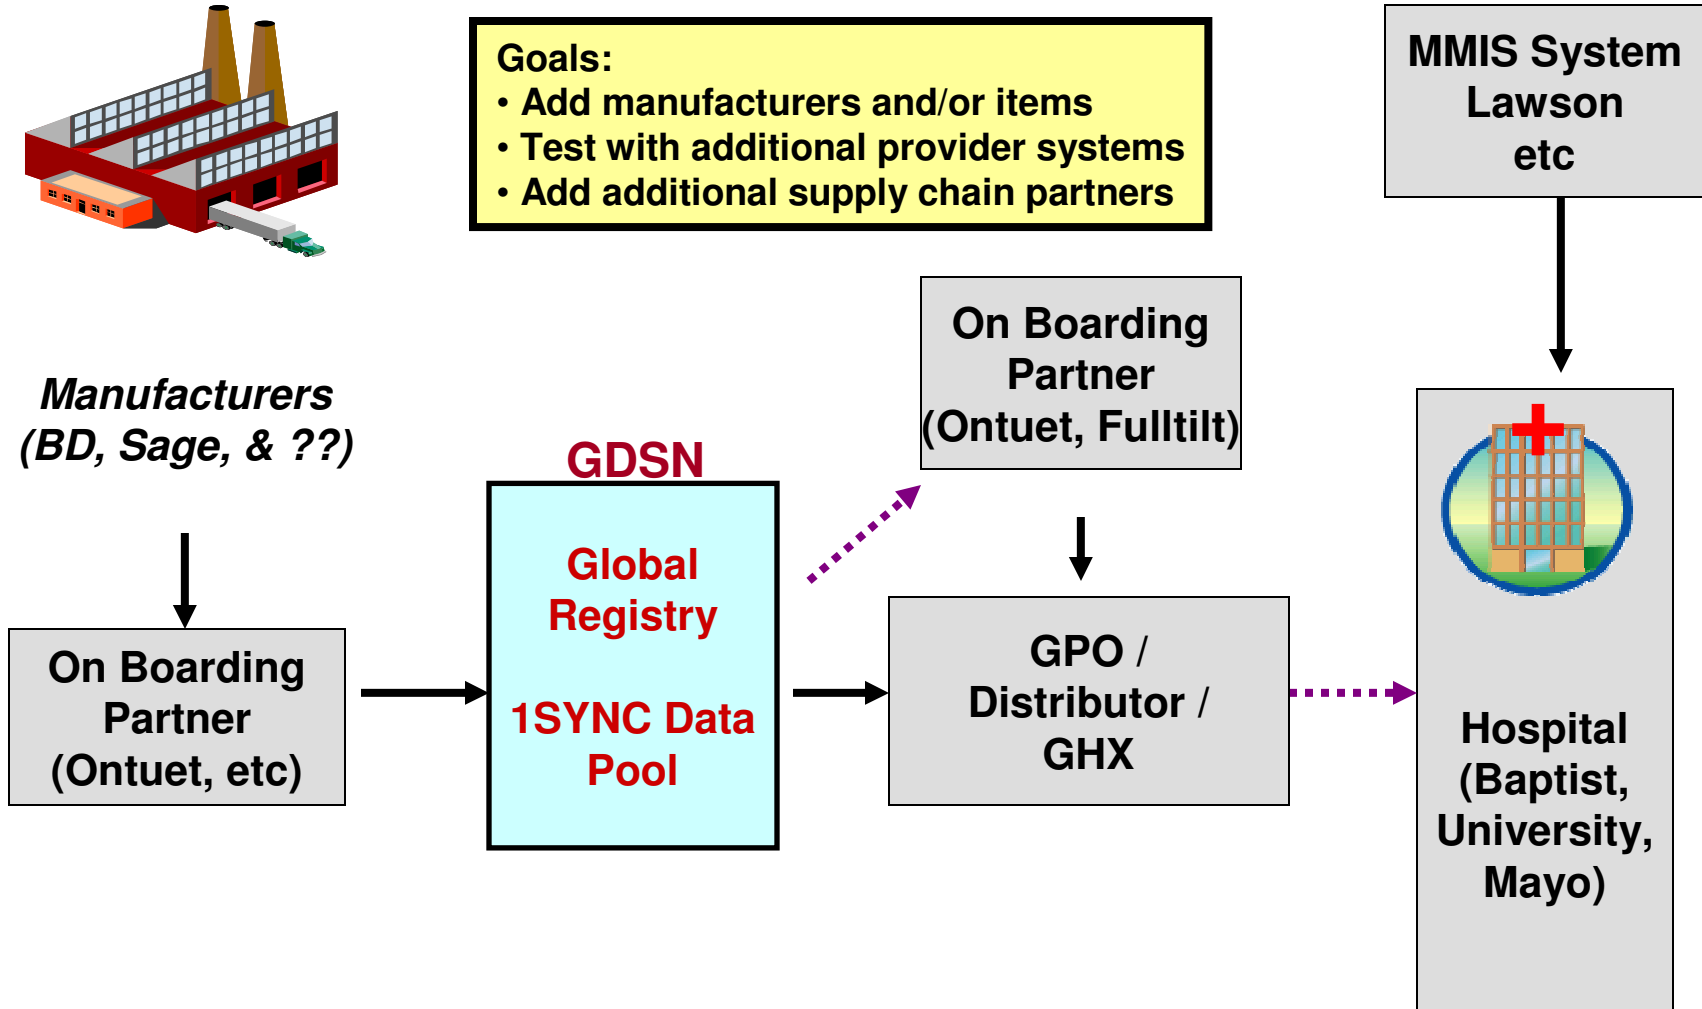 Goals:
• Add manufacturers and/or items
• Test with additional provider systems
• Add additional supply chain partners
MMIS System
Lawson
etc
Manufacturers
(BD, Sage, & ??)
On Boarding
Partner
(Ontuet, etc)
GDSN
Global
Registry
1SYNC Data
Pool
On Boarding
Partner
(Ontuet, Fulltilt)
GPO /
Distributor /
GHX
Hospital
(Baptist,
University,
Mayo)